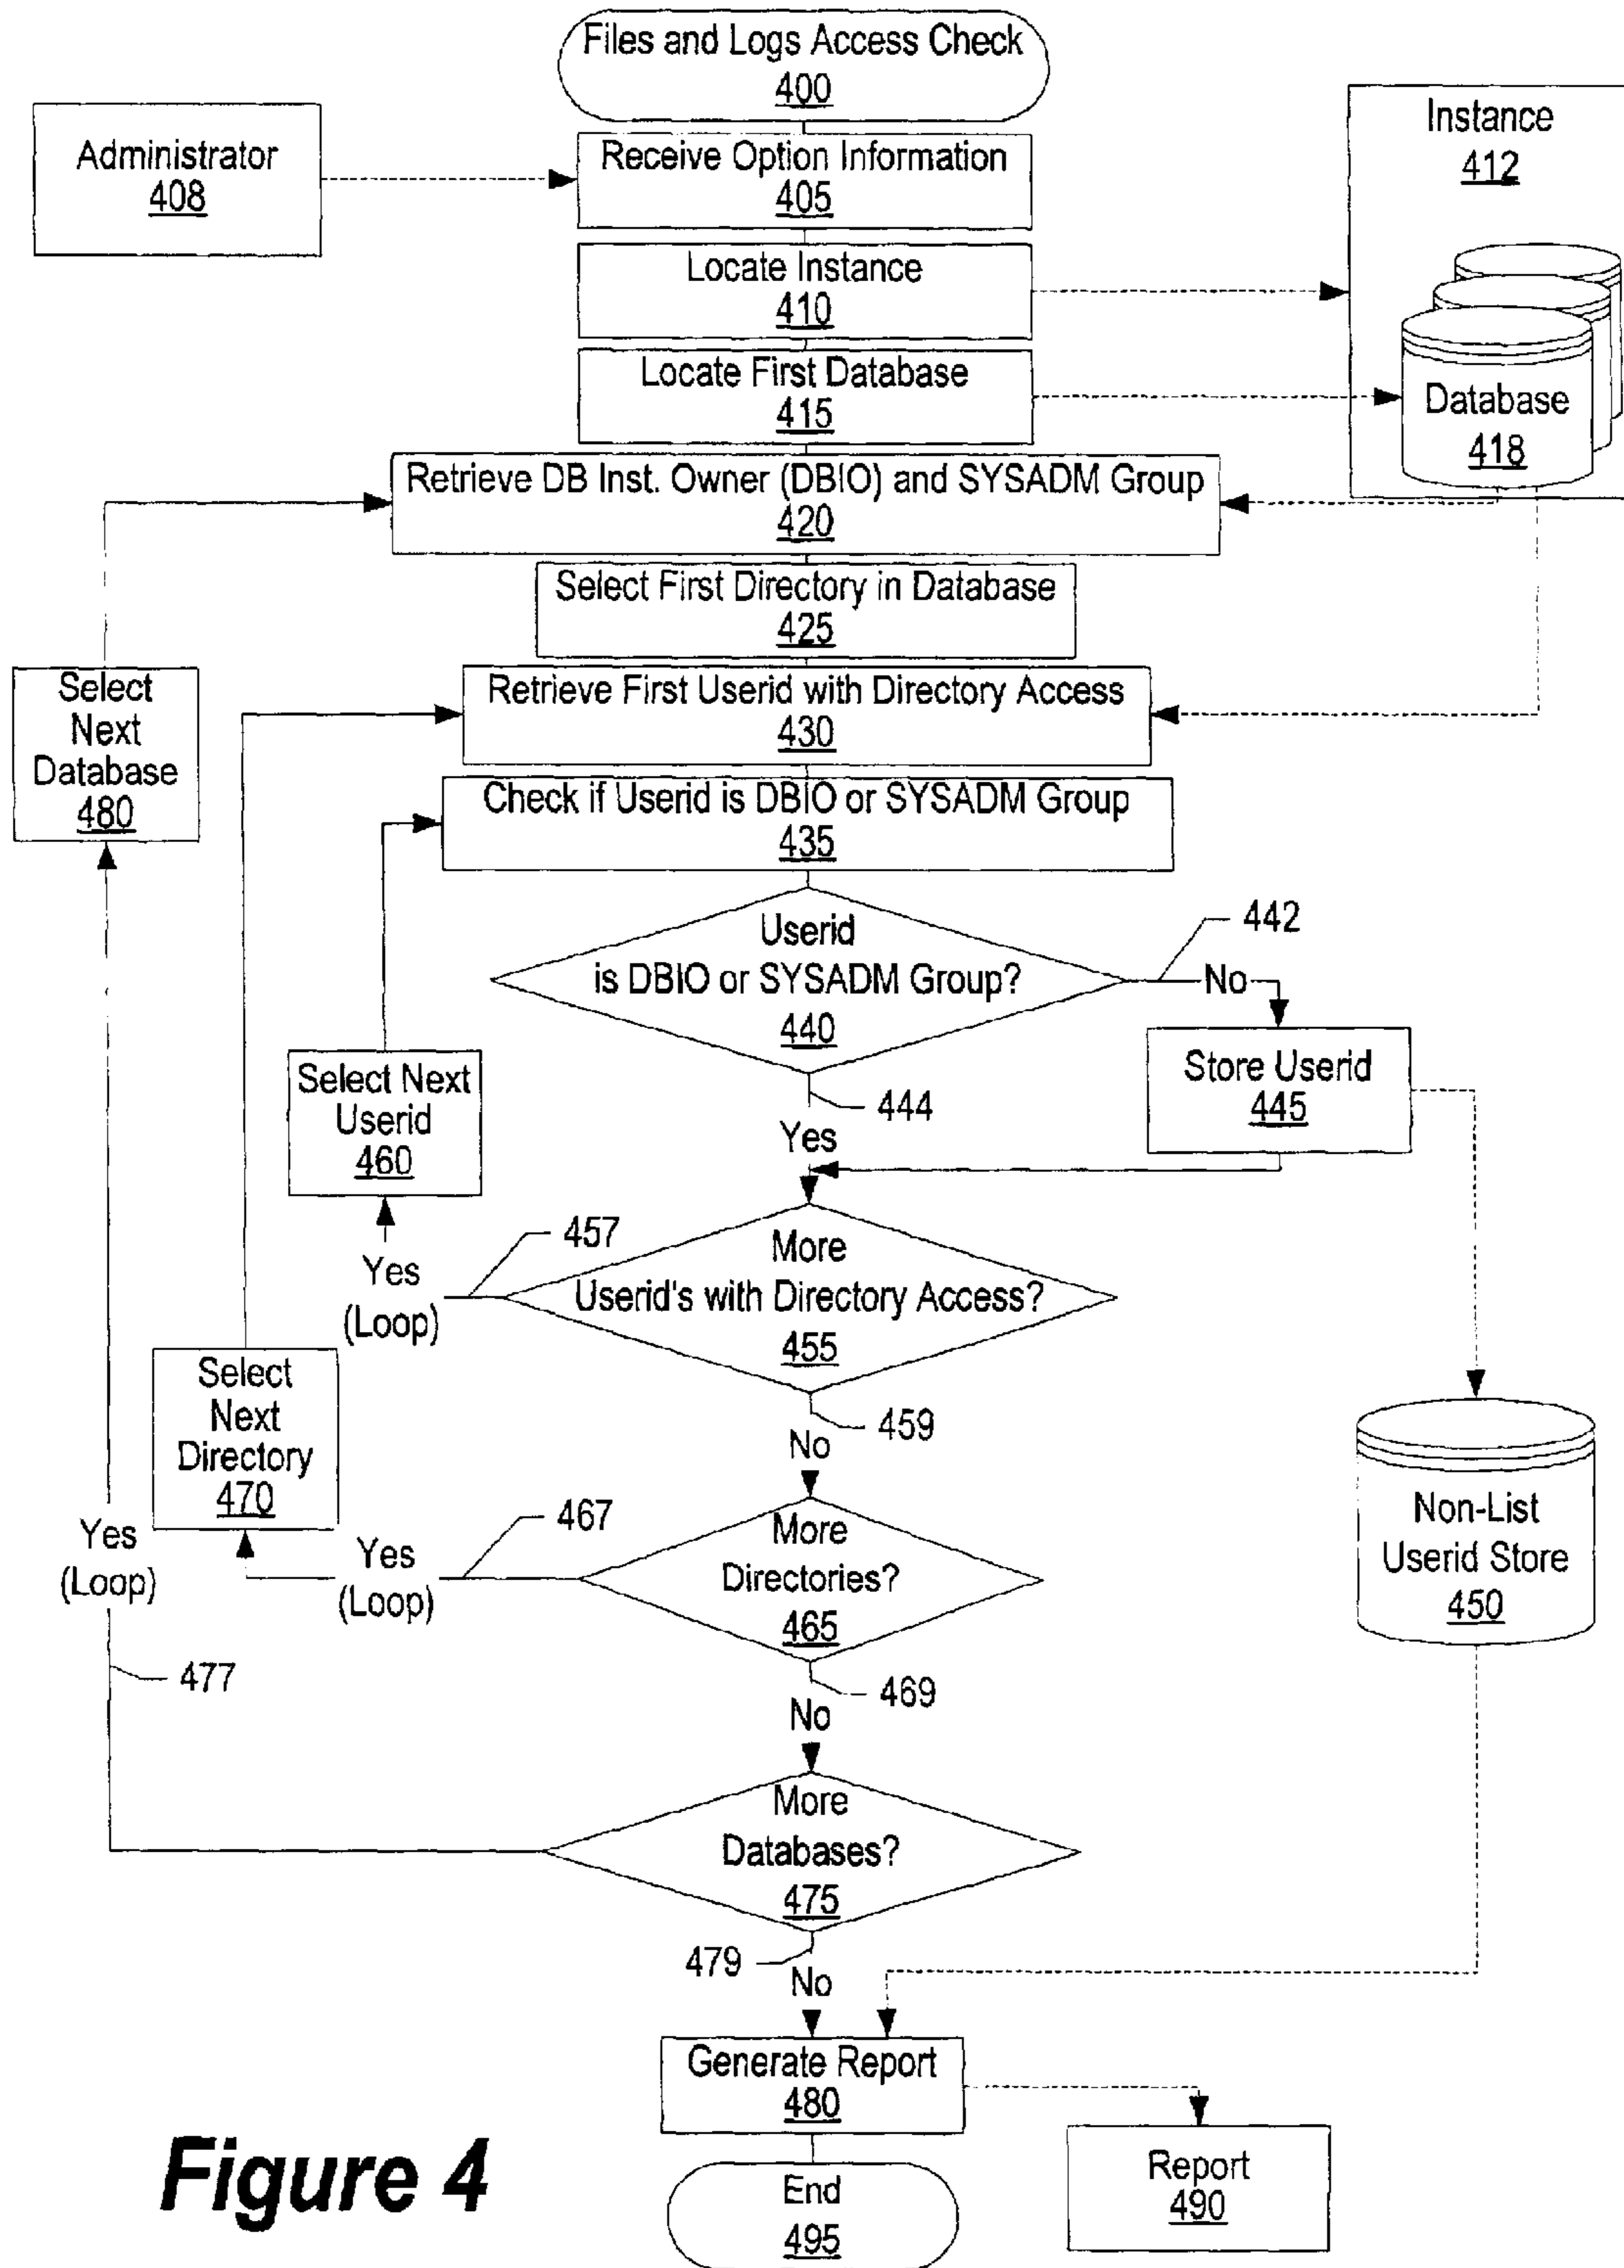 Files and Logs Access Check
400
Administrator
408
Receive Option Information
405
Instance
412
Locate Instance
410
Locate First Database
415
Database
418
Retrieve DB Inst. Owner (DBIO) and SYSADM Group
420
Select First Directory in Database
425
Select
Next
Database
480
Retrieve First Userid with Directory Access
430
Check if Userid is DBIO or SYSADM Group
435
Userid
is DBIO or SYSADM Group?
440
442
No
Store Userid
445
444
Yes
Select Next
Userid
460
457
Yes
(Loop)
More
Userid's with Directory Access?
455
459
No
Select
Next
Directory
470
467
Yes
(Loop)
More
Directories?
465
Non-List
Userid Store
450
Yes
(Loop)
477
469
No
More
Databases?
475
479
No
Generate Report
480
Report
490
End
495
Figure 4